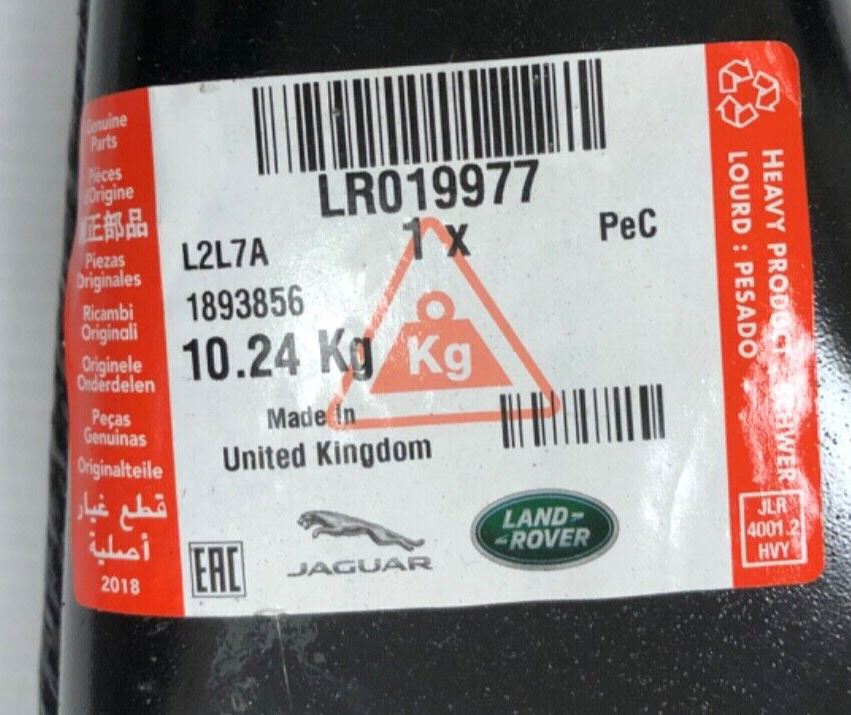 Genuine
Parts
Pièces
d'Origine
正部品
Piezas
Originales
Ricambi
Originali
Originele
Onderdelen
Peças
Genuinas
Originalteile
قطع غيار
أصلية
2018
LR019977
1 x
PeC
L2L7A
1893856
10.24 Kg
Kg
Made in
United Kingdom
EAC
JAGUAR
LAND-
-ROVER
HEAVY PRODUCT
LOURD : PESADO
JLR
4001.2
HVY